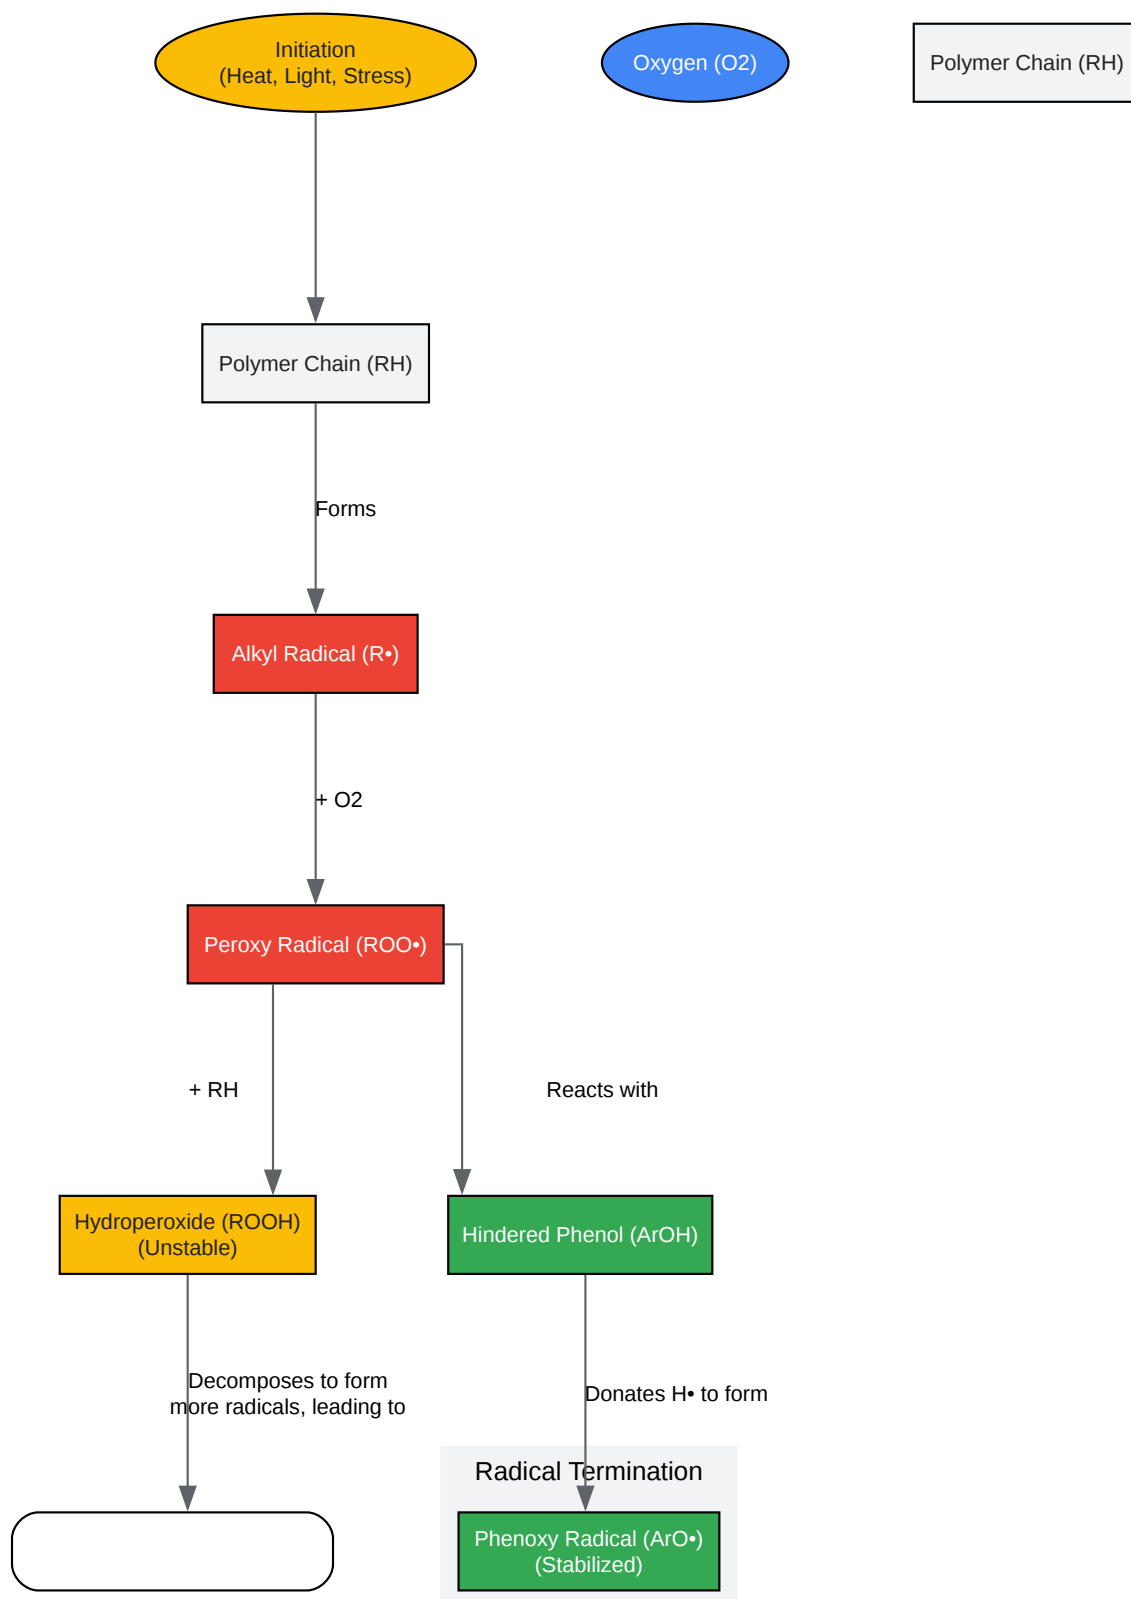 Initiation
(Heat, Light, Stress)
Oxygen (O2)
Polymer Chain (RH)
Polymer Chain (RH)
Forms
Alkyl Radical (R•)
+ O2
Peroxy Radical (ROO•)
+ RH
Reacts with
Hydroperoxide (ROOH)
(Unstable)
Hindered Phenol (ArOH)
Decomposes to form
more radicals, leading to
Donates H• to form
Radical Termination
Phenoxy Radical (ArO•)
(Stabilized)